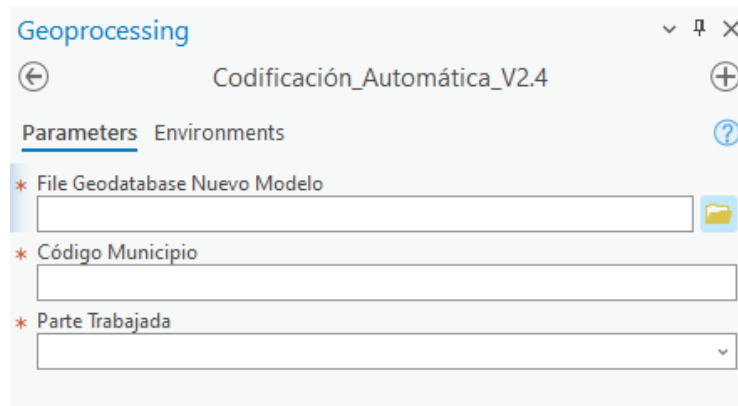 Geoprocessing
Codificación_Automática_V2.4
Parameters Environments
* File Geodatabase Nuevo Modelo
* Código Municipio
* Parte Trabajada